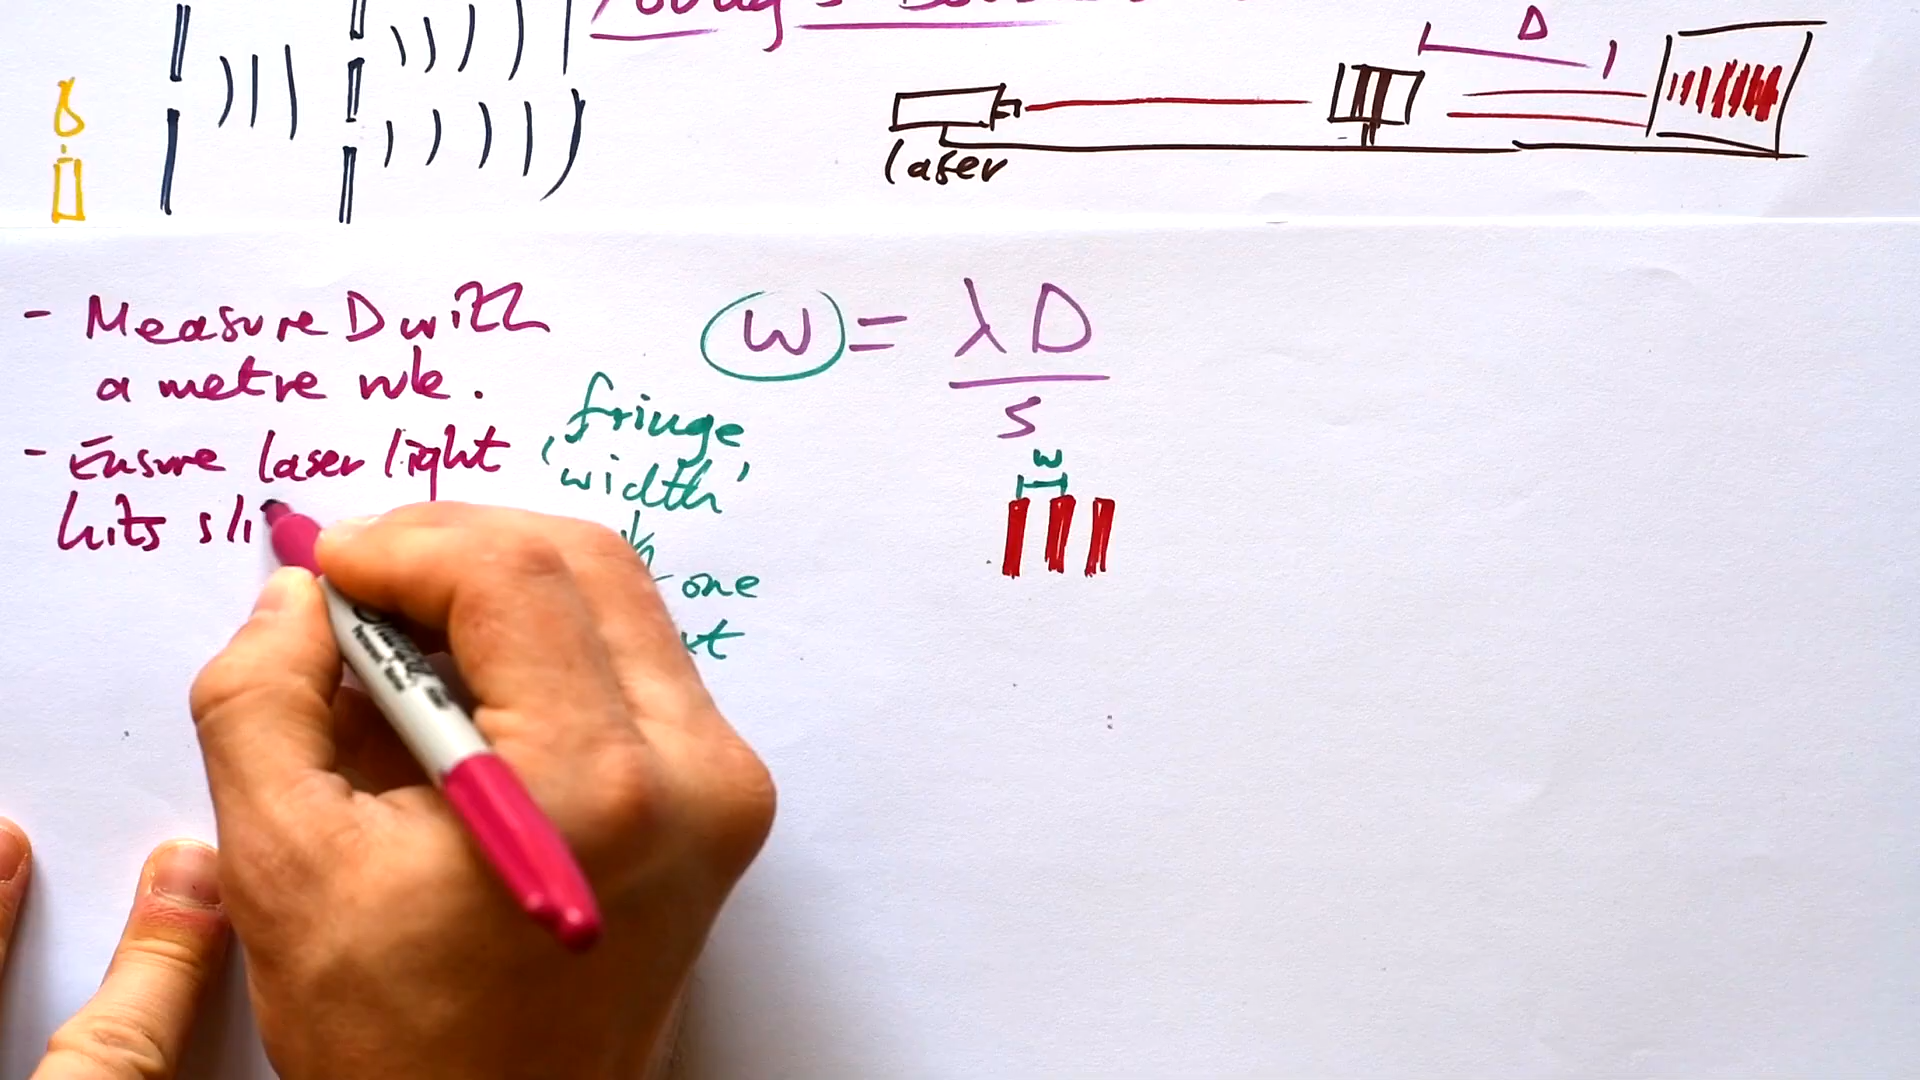 D
laser
- Measure D with
a metre rule.
- Ensure laser light
hits sli
w = λD
s
fringe
'width'
one
w